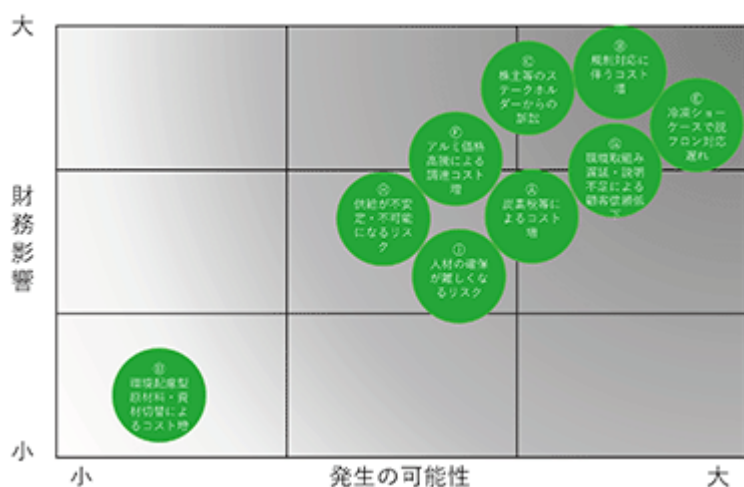 大
Ⓒ
株主等のス
テークホル
ダーからの
訴訟
規制対応に
伴うコスト
増
Ⓔ
冷凍ショー
ケースで脱
フロン対応
遅れ
Ⓕ
アルミ価格
高騰による
調達コスト
増
Ⓖ
環境取組み
遅延・説明
不足による
顧客信頼低
下
財務影響
Ⓗ
供給が不安
定・不可能
になるリス
ク
Ⓐ
炭素税等に
よるコスト
増
Ⓘ
人材の確保
が難しくな
るリスク
環境配慮型
原材料・資
材切替によ
るコスト増
小
小
発生の可能性
大